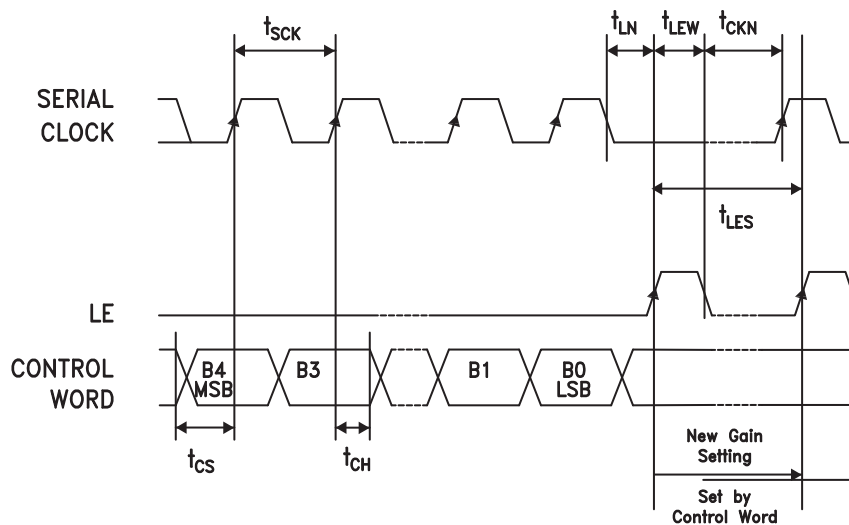 tSCK
tLN tLEW tCKN
SERIAL
CLOCK
tLES
LE
CONTROL
WORD
B4
MSB
B3
B1
B0
LSB
tCS
tCH
New Gain
Setting
Set by
Control Word